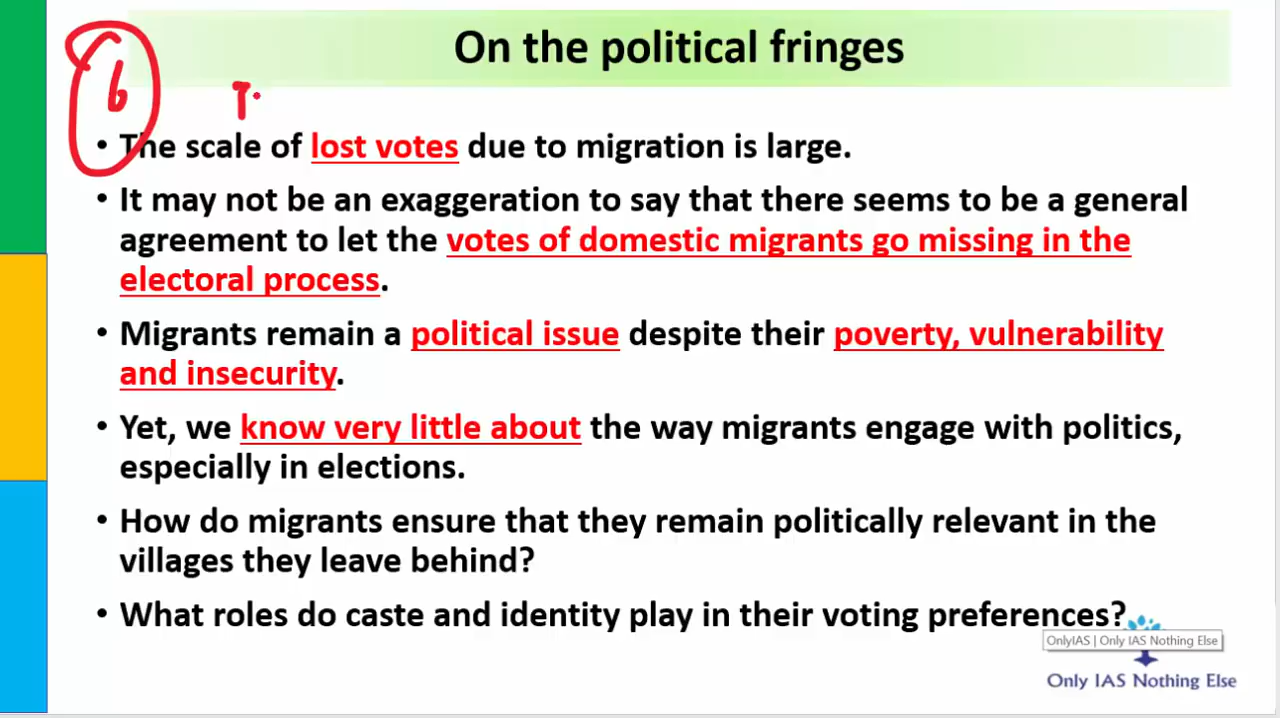 On the political fringes
6
• The scale of lost votes due to migration is large.
• It may not be an exaggeration to say that there seems to be a general
agreement to let the votes of domestic migrants go missing in the
electoral process.
• Migrants remain a political issue despite their poverty, vulnerability
and insecurity.
• Yet, we know very little about the way migrants engage with politics,
especially in elections.
• How do migrants ensure that they remain politically relevant in the
villages they leave behind?
• What roles do caste and identity play in their voting preferences?
OnlyIAS | Only IAS Nothing Else
Only IAS Nothing Else